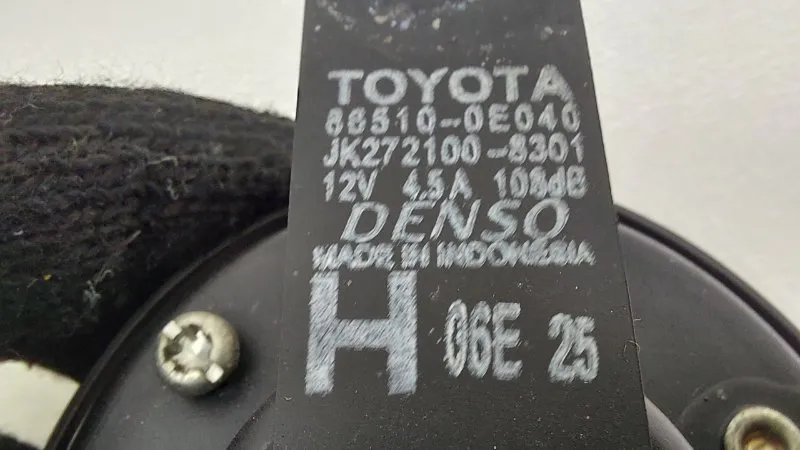 TOYOTA
86510-0E040
JK272100-8301
12V 4.5A 108dB
DENSO
MADE IN INDONESIA
H 06E 25